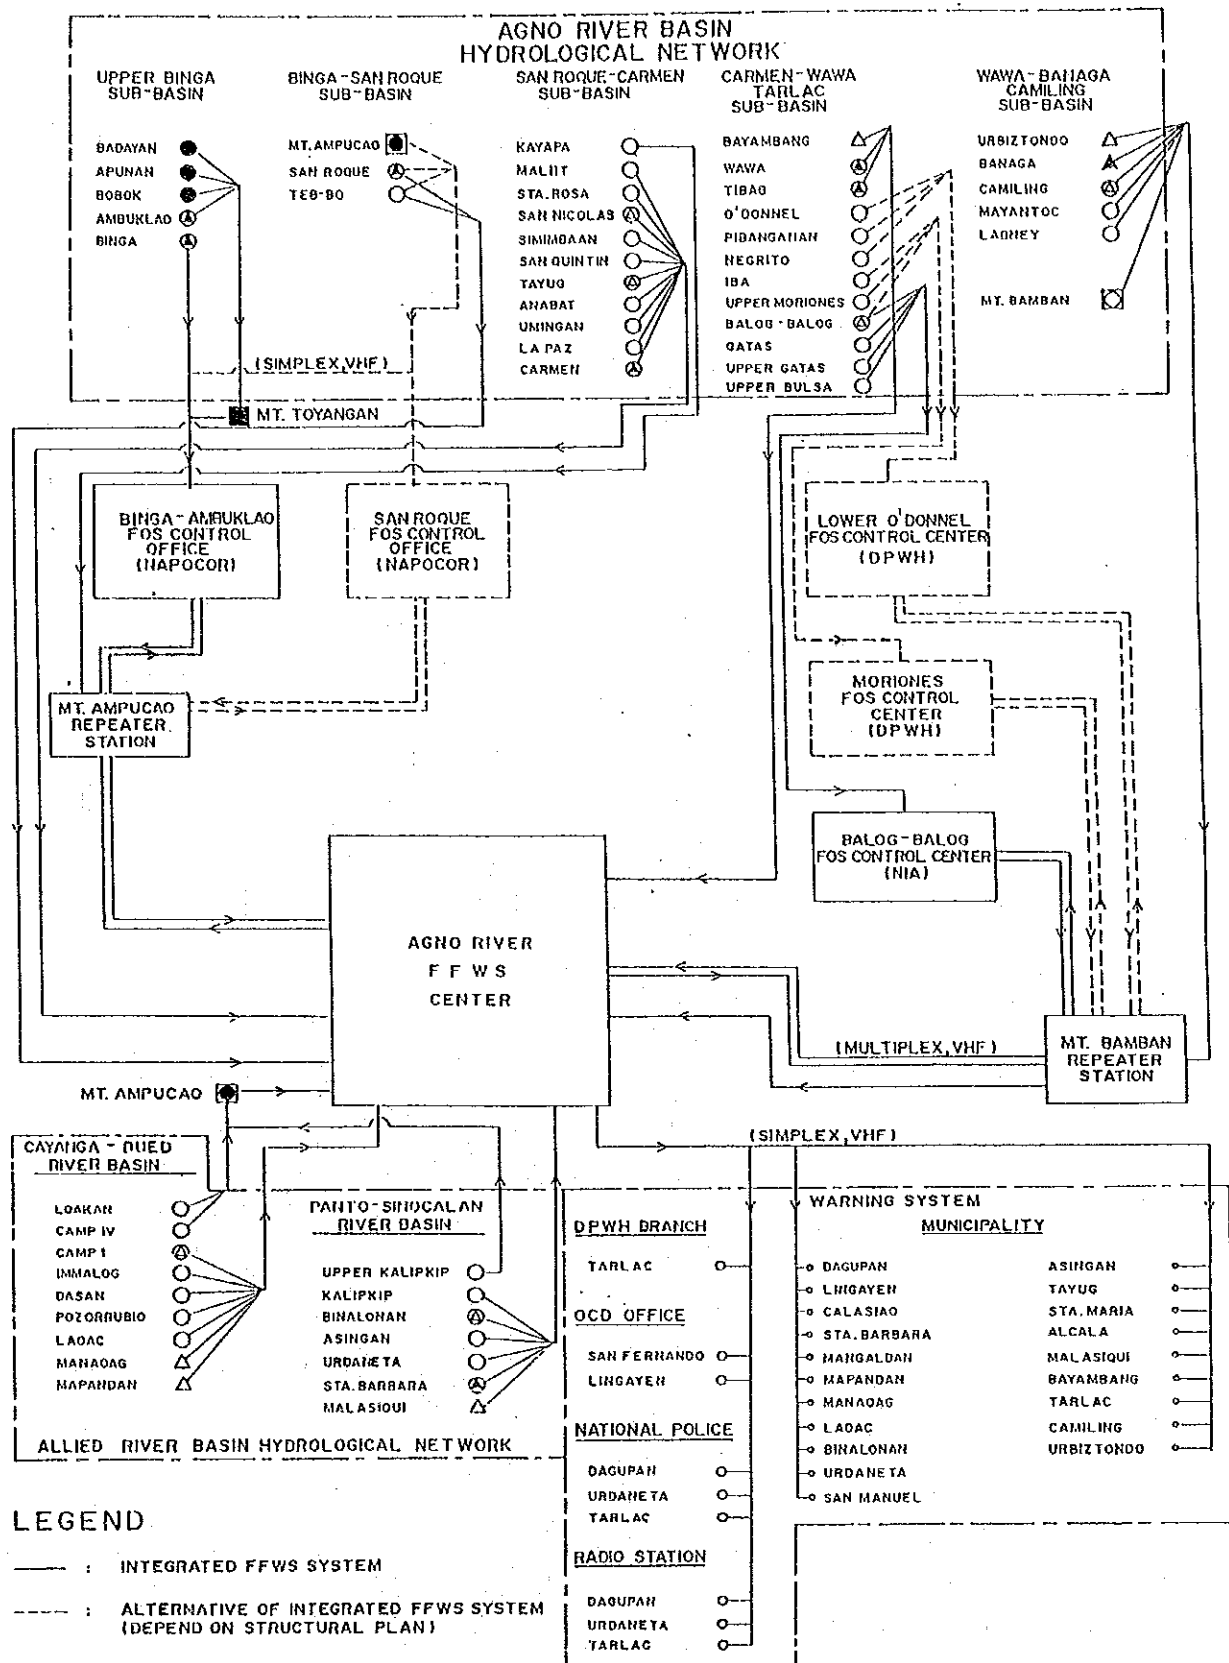 AGNO RIVER BASIN
HYDROLOGICAL NETWORK
UPPER BINGA
SUB-BASIN
BADAYAN
APUNAN
BOBOK
AMBUKLAO
BINGA
BINGA-SAN ROQUE
SUB-BASIN
MT. AMPUCAO
SAN ROQUE
TEB-BO
SAN ROQUE-CARMEN
SUB-BASIN
KAYAPA
MALIIT
STA. ROSA
SAN NICOLAS
SIMIMBAAN
SAN QUINTIN
TAYUG
ANABAT
UMINGAN
LA PAZ
CARMEN
CARMEN-WAWA
TARLAC
SUB-BASIN
BAYAMBANG
WAWA
TIBAG
O'DONNEL
PIBANGANAN
NEGRITO
IBA
UPPER MORIONES
BALOG-BALOG
GATAS
UPPER GATAS
UPPER BULSA
WAWA-BANAGA
CAMILING
SUB-BASIN
URBIZTONDO
BANAGA
CAMILING
MAYANTOC
LAONEY
MT. BAMBAN
(SIMPLEX, VHF)
MT. TOYANGAN
BINGA-AMBUKLAO
FOS CONTROL
OFFICE
(NAPOCOR)
SAN ROQUE
FOS CONTROL
OFFICE
(NAPOCOR)
LOWER O'DONNEL
FOS CONTROL CENTER
(DPWH)
MT. AMPUCAO
REPEATER
STATION
MORIONES
FOS CONTROL
CENTER
(DPWH)
BALOG-BALOG
FOS CONTROL CENTER
(NIA)
AGNO RIVER
FFWS
CENTER
(MULTIPLEX, VHF)
MT. BAMBAN
REPEATER
STATION
MT. AMPUCAO
(SIMPLEX, VHF)
CAYANGA - BUED
RIVER BASIN
LOAKAN
CAMP IV
CAMP I
IMMALOG
DASAN
POZORRUBIO
LAOAC
MANAOAG
MAPANDAN
PANTO-SINOCALAN
RIVER BASIN
UPPER KALIPKIP
KALIPKIP
BINALONAN
ASINGAN
URDANETA
STA. BARBARA
MALASIQUI
ALLIED RIVER BASIN HYDROLOGICAL NETWORK
WARNING SYSTEM
DPWH BRANCH
TARLAC
OCD OFFICE
SAN FERNANDO
LINGAYEN
NATIONAL POLICE
DAGUPAN
URDANETA
TARLAC
RADIO STATION
DAGUPAN
URDANETA
TARLAC
MUNICIPALITY
DAGUPAN
LINGAYEN
CALASIAO
STA. BARBARA
MANGALDAN
MAPANDAN
MANAOAG
LAOAC
BINALONAN
URDANETA
SAN MANUEL
ASINGAN
TAYUG
STA. MARIA
ALCALA
MALASIQUI
BAYAMBANG
TARLAC
CAMILING
URBIZTONDO
LEGEND
: INTEGRATED FFWS SYSTEM
: ALTERNATIVE OF INTEGRATED FFWS SYSTEM
(DEPEND ON STRUCTURAL PLAN)